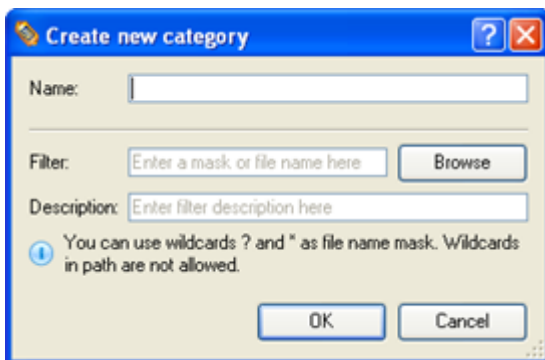 Create new category
?
Name:
Filter: Enter a mask or file name here Browse
Description: Enter filter description here
i You can use wildcards ? and * as file name mask. Wildcards
in path are not allowed.
OK Cancel